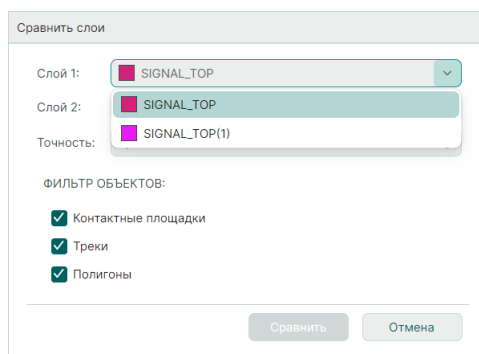 Сравнить слои
Слой 1: SIGNAL_TOP
Слой 2: SIGNAL_TOP
SIGNAL_TOP(1)
Точность:
ФИЛЬТР ОБЪЕКТОВ:
Контактные площадки
Треки
Полигоны
Сравнить Отмена